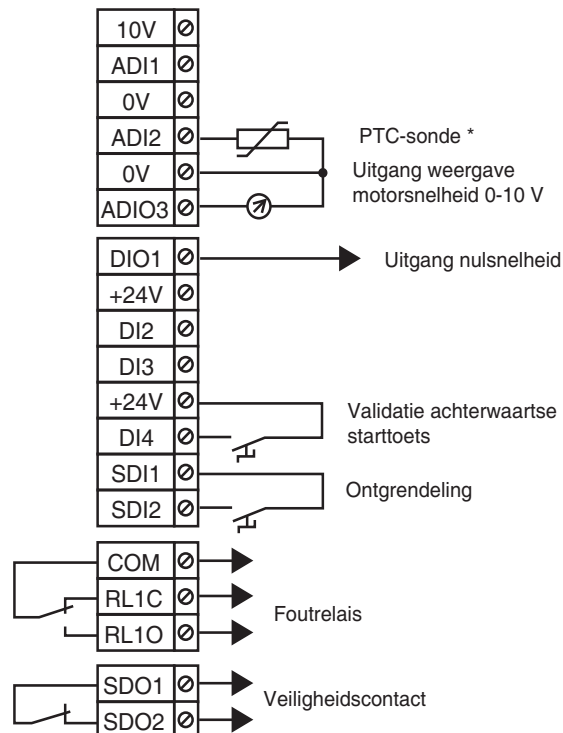 10V
ADI1
0V
ADI2
PTC-sonde *
0V
Uitgang weergave
motorsnelheid 0-10 V
ADIO3
DIO1
Uitgang nulsnelheid
+24V
DI2
DI3
+24V
Validatie achterwaartse
starttoets
DI4
SDI1
Ontgrendeling
SDI2
COM
RL1C
Foutrelais
RL1O
SDO1
Veiligheidscontact
SDO2